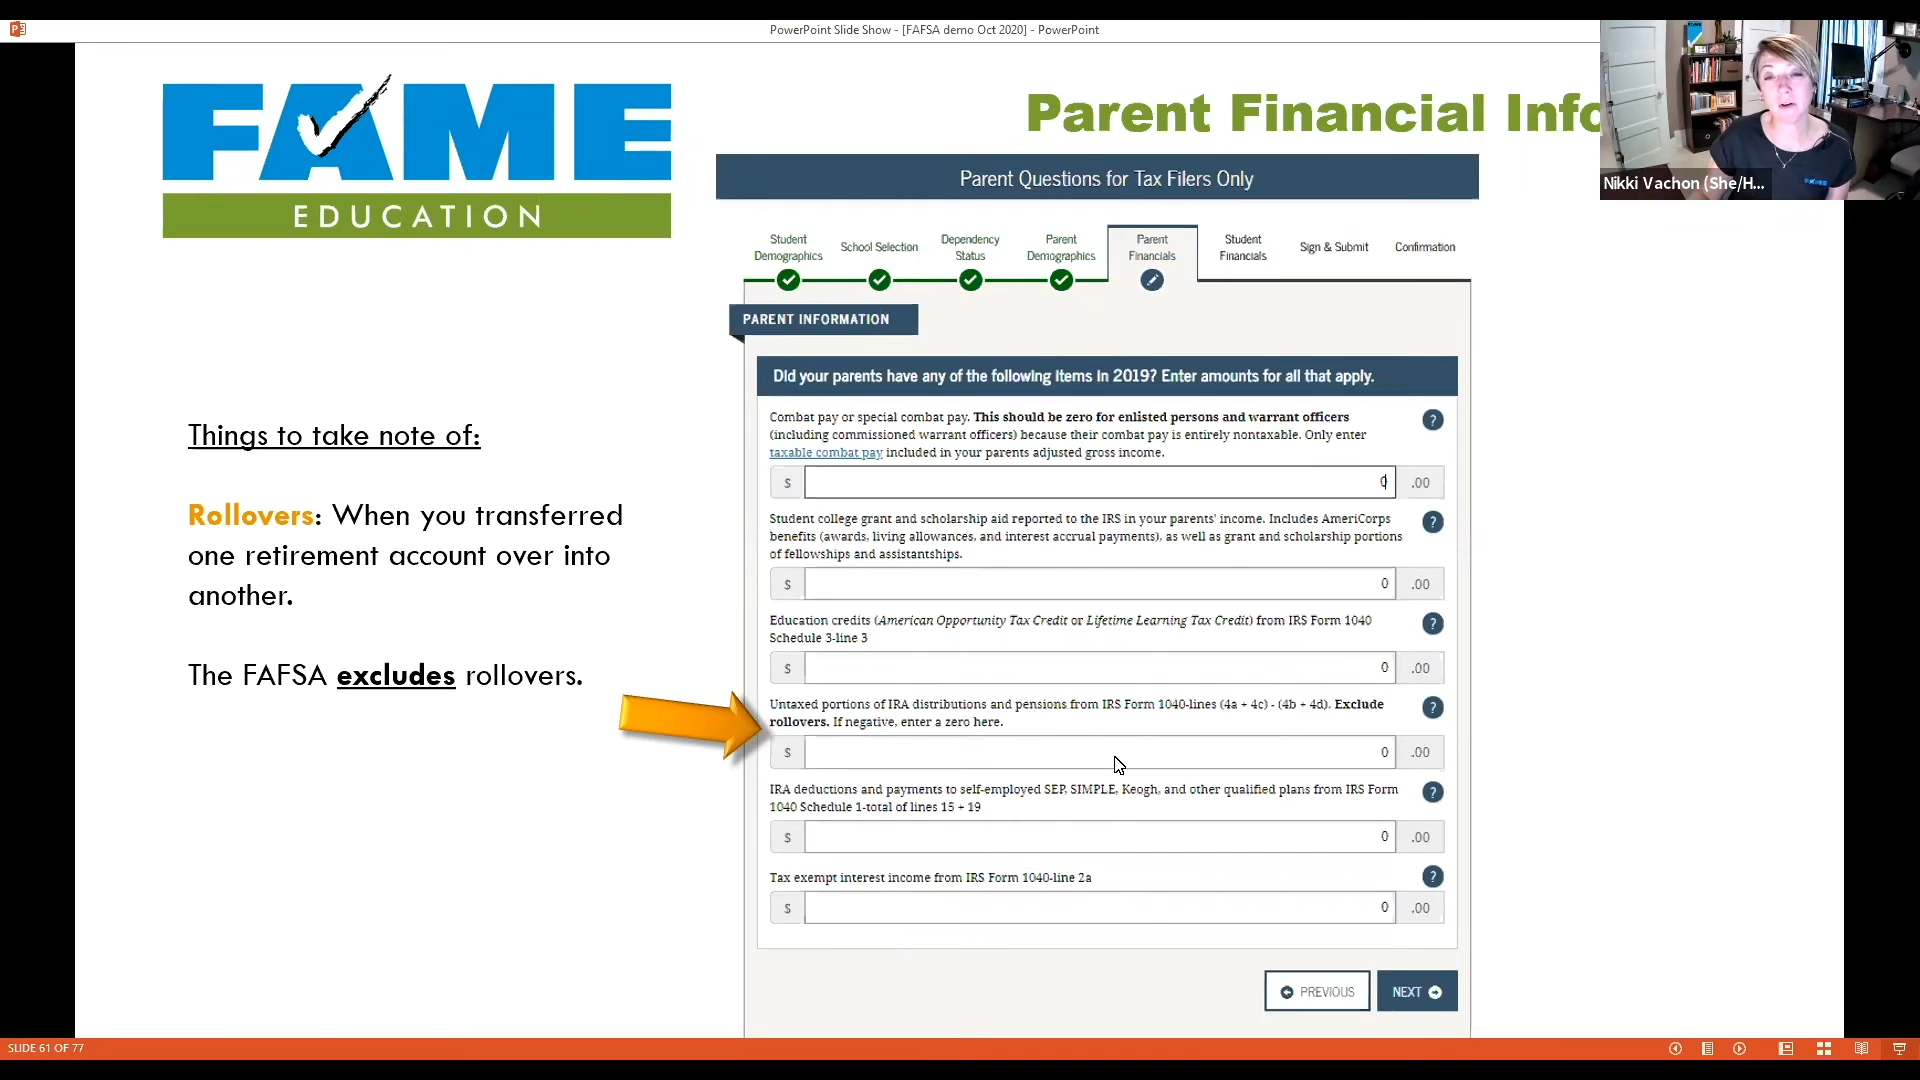 PowerPoint Slide Show - [FAFSA demo Oct 2020] - PowerPoint
FAME
EDUCATION
Parent Financial Info
Nikki Vachon (She/H...
Things to take note of:
Rollovers: When you transferred
one retirement account over into
another.
The FAFSA excludes rollovers.
Parent Questions for Tax Filers Only
Student
Demographics
School Selection
Dependency
Status
Parent
Demographics
Parent
Financials
Student
Financials
Sign & Submit
Confirmation
PARENT INFORMATION
Did your parents have any of the following items in 2019? Enter amounts for all that apply.
Combat pay or special combat pay. This should be zero for enlisted persons and warrant officers
(including commissioned warrant officers) because their combat pay is entirely nontaxable. Only enter
taxable combat pay included in your parents adjusted gross income.
?
$ 0 .00
Student college grant and scholarship aid reported to the IRS in your parents' income. Includes AmeriCorps
benefits (awards, living allowances, and interest accrual payments), as well as grant and scholarship portions
of fellowships and assistantships.
?
$ 0 .00
Education credits (American Opportunity Tax Credit or Lifetime Learning Tax Credit) from IRS Form 1040
Schedule 3-line 3
?
$ 0 .00
Untaxed portions of IRA distributions and pensions from IRS Form 1040-lines (4a + 4c) - (4b + 4d). Exclude
rollovers. If negative, enter a zero here.
?
$ 0 .00
IRA deductions and payments to self-employed SEP, SIMPLE, Keogh, and other qualified plans from IRS Form
1040 Schedule 1-total of lines 15 + 19
?
$ 0 .00
Tax exempt interest income from IRS Form 1040-line 2a
?
$ 0 .00
PREVIOUS
NEXT
SLIDE 61 OF 77